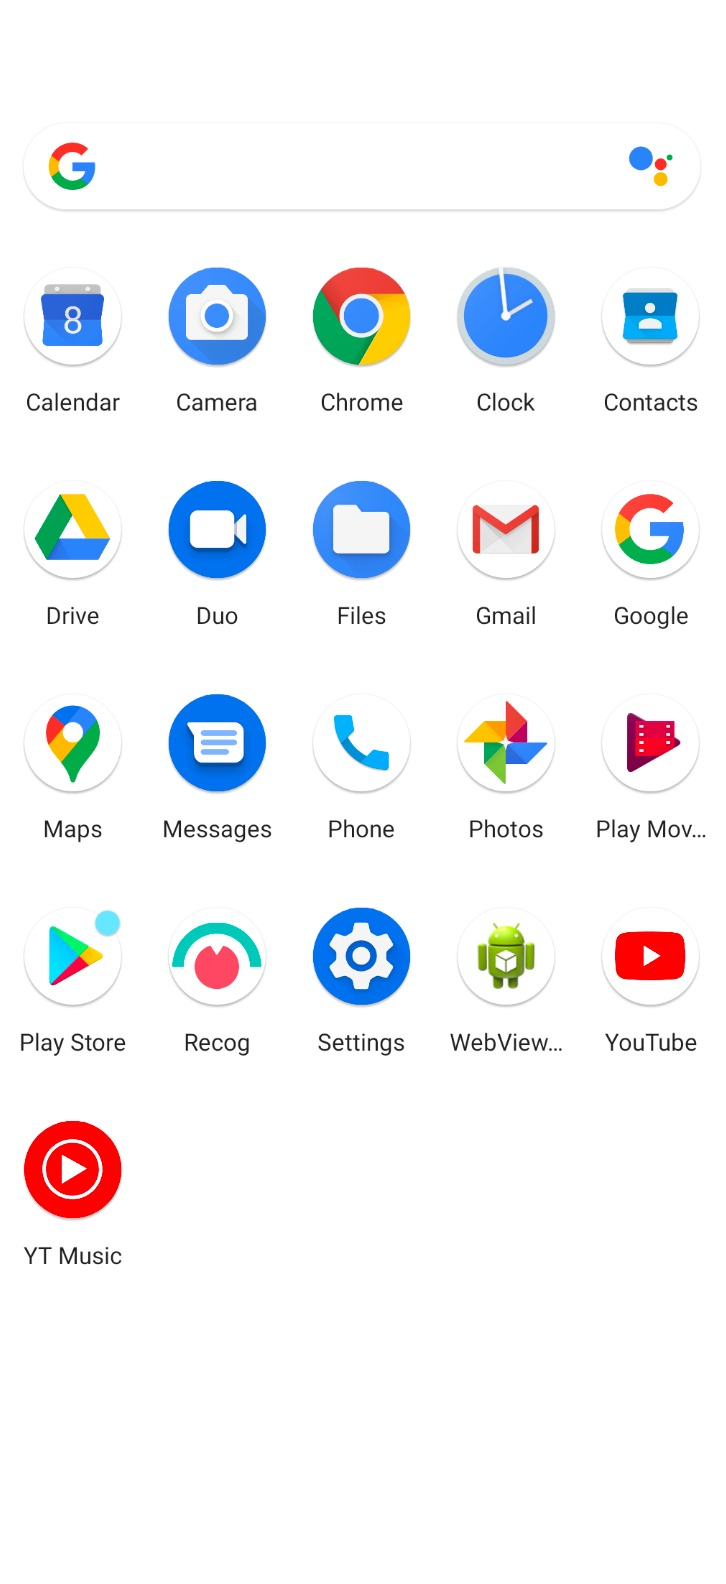 8
Calendar Camera Chrome Clock Contacts
Drive Duo Files Gmail Google
Maps Messages Phone Photos Play Mov...
Play Store Recog Settings WebView... YouTube
YT Music